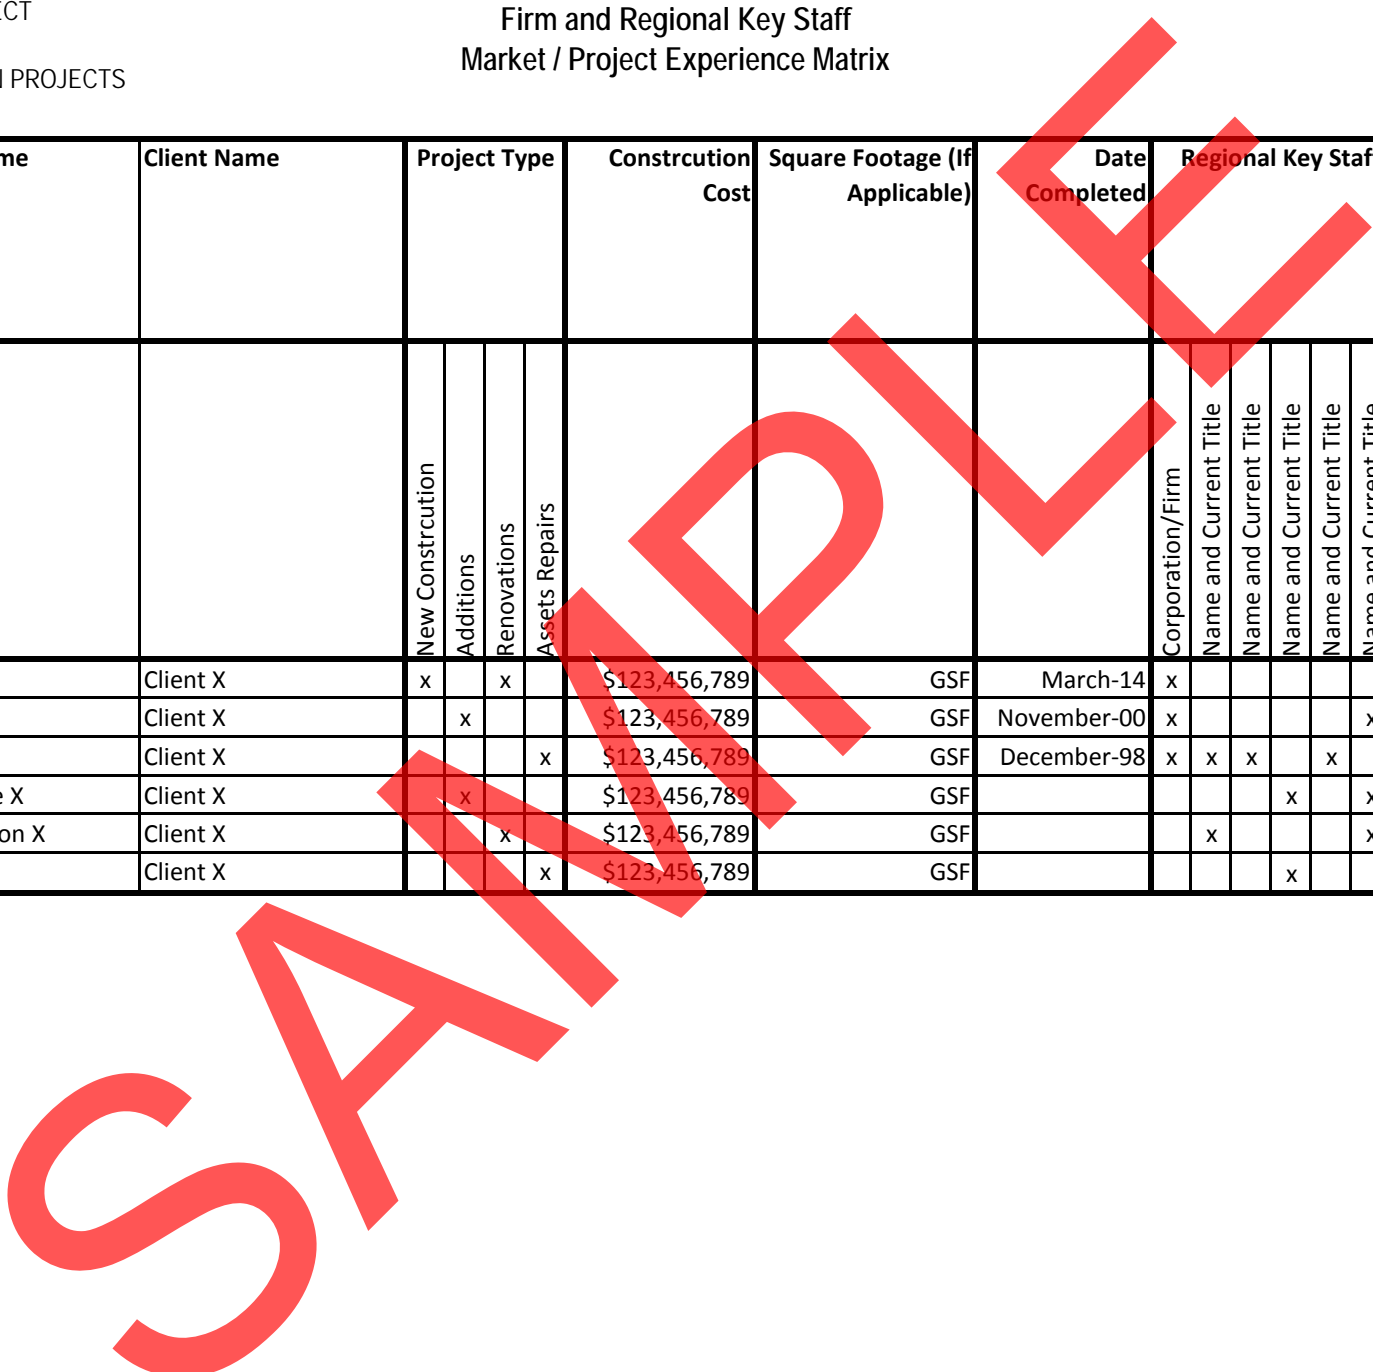 ECT
Firm and Regional Key Staff
Market / Project Experience Matrix
PROJECTS
me Client Name Project Type Constrcution Cost Square Footage (If Applicable) Date Completed Regional Key Staf
New Constrcution
Additions
Renovations
Assets Repairs
Corporation/Firm
Name and Current Title
Name and Current Title
Name and Current Title
Name and Current Title
Name and Current Title
Client X x x $123,456,789 GSF March-14 x
Client X x $123,456,789 GSF November-00 x x
Client X x $123,456,789 GSF December-98 x x x x
e X Client X x $123,456,789 GSF x x
on X Client X x $123,456,789 GSF x x
Client X x $123,456,789 GSF x
SAMPLE